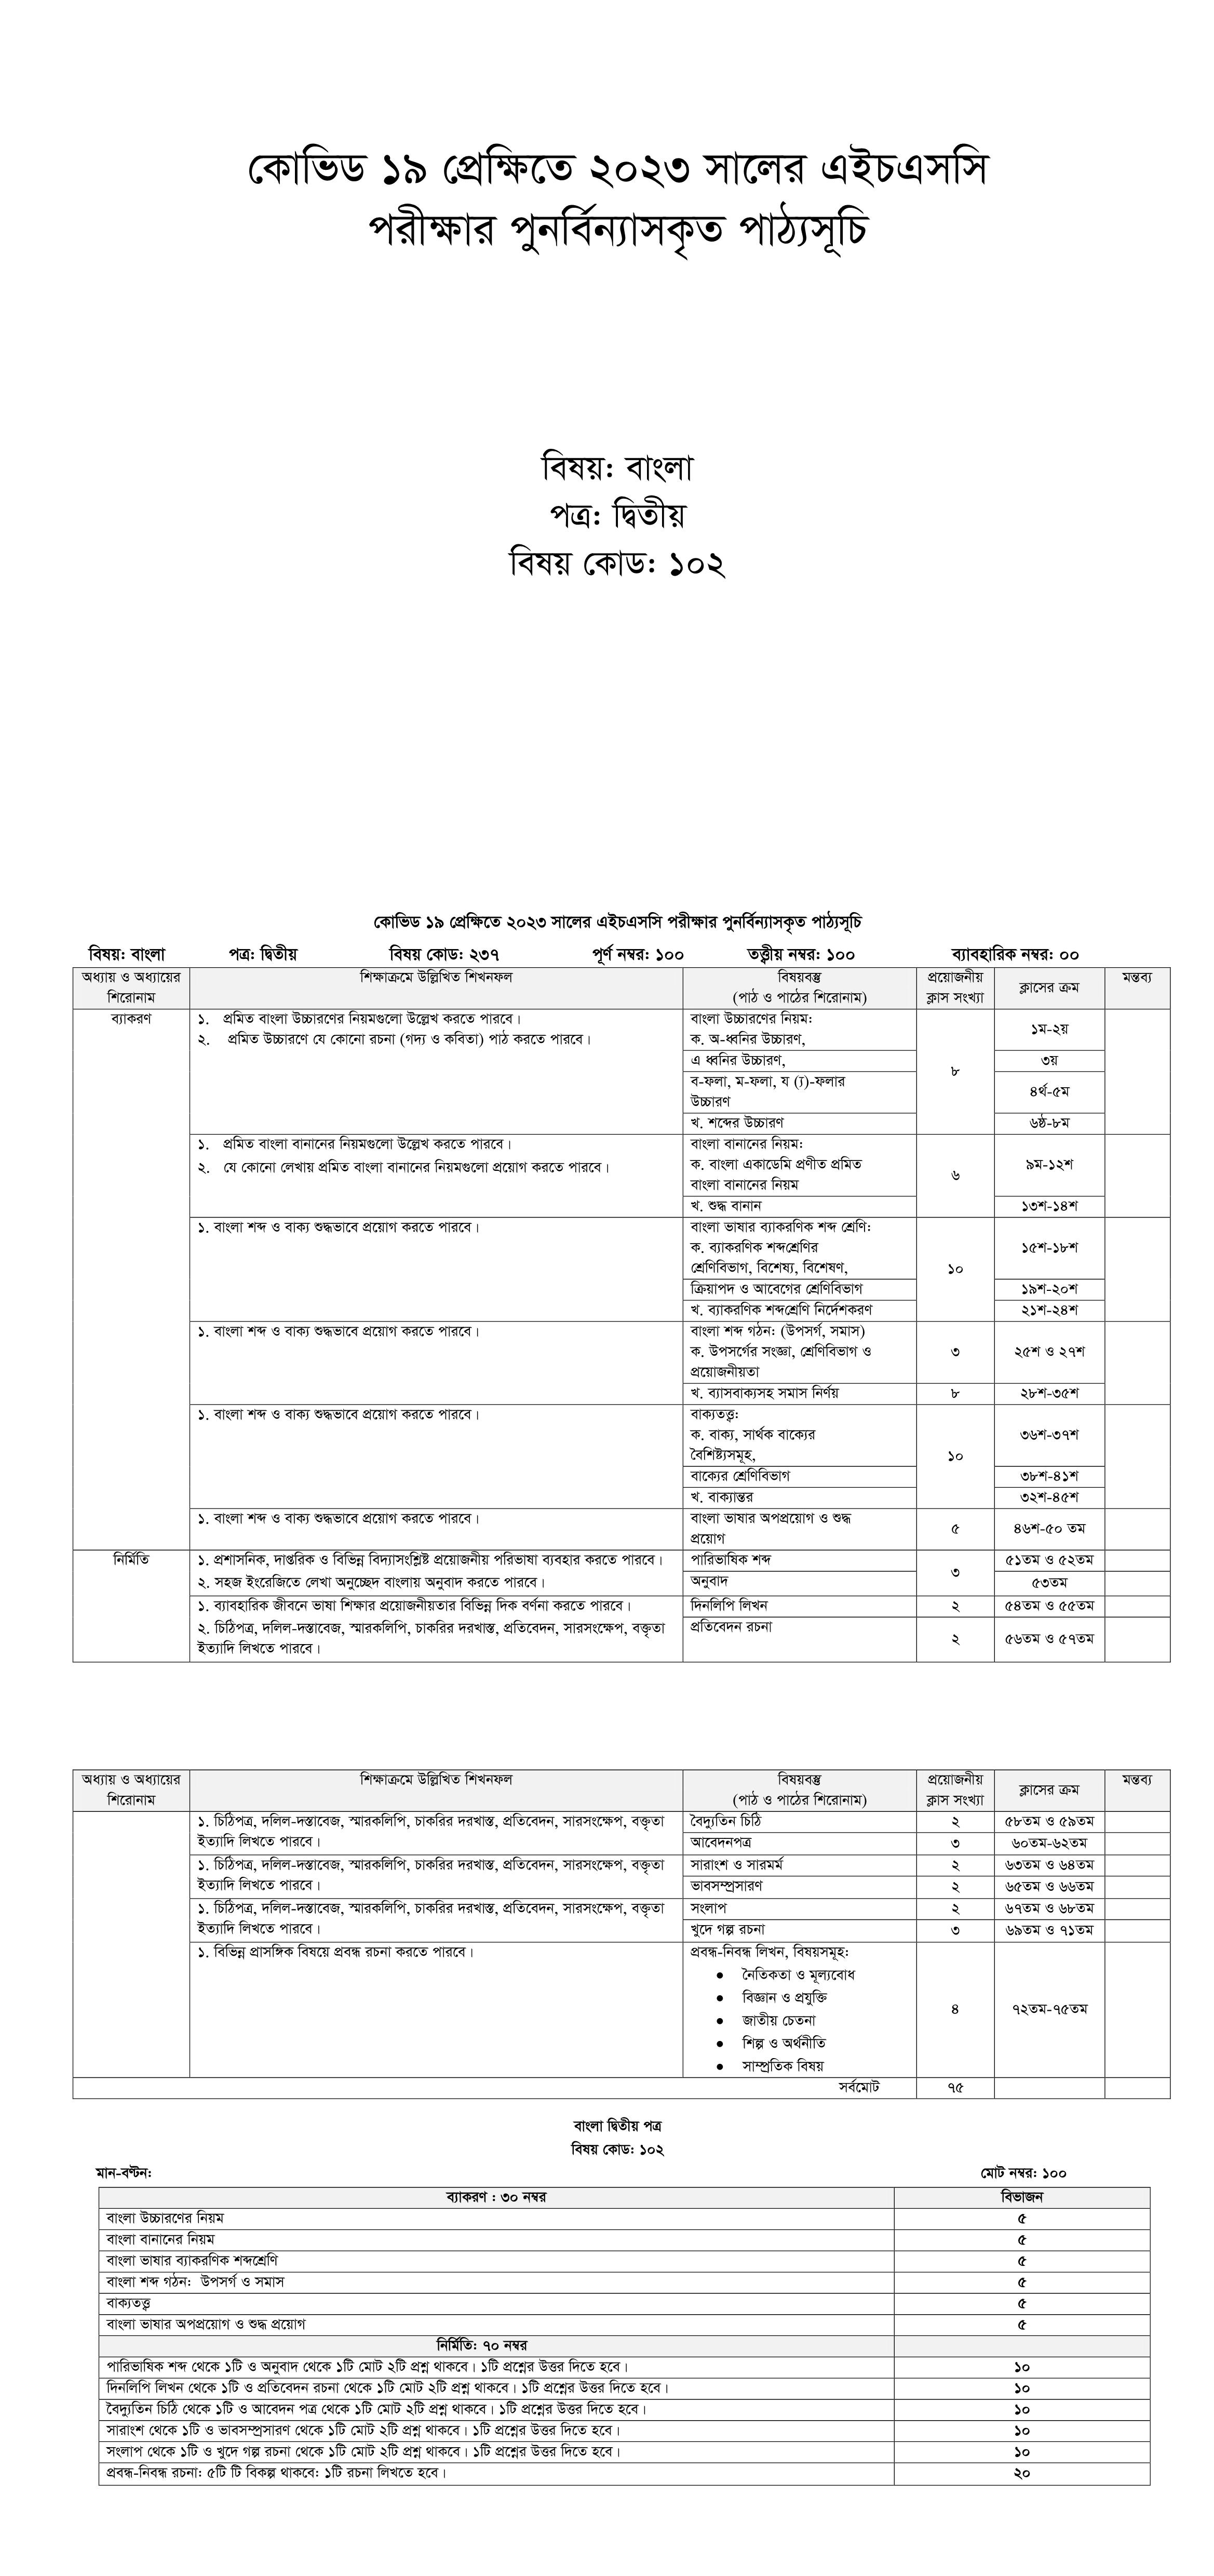 কোভিড ১৯ প্রেক্ষিতে ২০২৩ সালের এইচএসসি
পরীক্ষার পুনর্বিন্যাসকৃত পাঠ্যসূচি
বিষয়: বাংলা
পত্র: দ্বিতীয়
বিষয় কোড: ১০২
কোভিড ১৯ প্রেক্ষিতে ২০২৩ সালের এইচএসসি পরীক্ষার পুনর্বিন্যাসকৃত পাঠ্যসূচি
বিষয়: বাংলা পত্র: দ্বিতীয় বিষয় কোড: ২৩৭ পূর্ণ নম্বর: ১০০ তত্ত্বীয় নম্বর: ১০০ ব্যাবহারিক নম্বর: ০০
অধ্যায় ও অধ্যায়ের শিরোনাম শিক্ষাক্রমে উল্লিখিত শিখনফল বিষয়বস্তু (পাঠ ও পাঠের শিরোনাম) প্রয়োজনীয় ক্লাস সংখ্যা ক্লাসের ক্রম মন্তব্য
ব্যাকরণ
১. প্রমিত বাংলা উচ্চারণের নিয়মগুলো উল্লেখ করতে পারবে।
২. প্রমিত উচ্চারণে যে কোনো রচনা (গদ্য ও কবিতা) পাঠ করতে পারবে।
বাংলা উচ্চারণের নিয়ম:
ক. অ-ধ্বনির উচ্চারণ,
৮
১ম-২য়
এ ধ্বনির উচ্চারণ, ৩য়
ব-ফলা, ম-ফলা, য (্য)-ফলার
উচ্চারণ
৪র্থ-৫ম
খ. শব্দের উচ্চারণ ৬ষ্ঠ-৮ম
১. প্রমিত বাংলা বানানের নিয়মগুলো উল্লেখ করতে পারবে।
২. যে কোনো লেখায় প্রমিত বাংলা বানানের নিয়মগুলো প্রয়োগ করতে পারবে।
বাংলা বানানের নিয়ম:
ক. বাংলা একাডেমি প্রণীত প্রমিত
বাংলা বানানের নিয়ম
৬
৯ম-১২শ
খ. শুদ্ধ বানান ১৩শ-১৪শ
১. বাংলা শব্দ ও বাক্য শুদ্ধভাবে প্রয়োগ করতে পারবে।
বাংলা ভাষার ব্যাকরণিক শব্দ শ্রেণি:
ক. ব্যাকরণিক শব্দশ্রেণির
শ্রেণিবিভাগ, বিশেষ্য, বিশেষণ,
১০
১৫শ-১৮শ
ক্রিয়াপদ ও আবেগের শ্রেণিবিভাগ ১৯শ-২০শ
খ. ব্যাকরণিক শব্দশ্রেণি নির্দেশকরণ ২১শ-২৪শ
১. বাংলা শব্দ ও বাক্য শুদ্ধভাবে প্রয়োগ করতে পারবে।
বাংলা শব্দ গঠন: (উপসর্গ, সমাস)
ক. উপসর্গের সংজ্ঞা, শ্রেণিবিভাগ ও
প্রয়োজনীয়তা
৩
২৫শ ও ২৭শ
খ. ব্যাসবাক্যসহ সমাস নির্ণয় ৮ ২৮শ-৩৫শ
১. বাংলা শব্দ ও বাক্য শুদ্ধভাবে প্রয়োগ করতে পারবে।
বাক্যতত্ত্ব:
ক. বাক্য, সার্থক বাক্যের
বৈশিষ্ট্যসমূহ,
১০
৩৬শ-৩৭শ
বাক্যের শ্রেণিবিভাগ ৩৮শ-৪১শ
খ. বাক্যান্তর ৩২শ-৪৫শ
১. বাংলা শব্দ ও বাক্য শুদ্ধভাবে প্রয়োগ করতে পারবে।
বাংলা ভাষার অপপ্রয়োগ ও শুদ্ধ
প্রয়োগ
৫
৪৬শ-৫০ তম
নির্মিতি
১. প্রশাসনিক, দাপ্তরিক ও বিভিন্ন বিদ্যাসংশ্লিষ্ট প্রয়োজনীয় পরিভাষা ব্যবহার করতে পারবে।
২. সহজ ইংরেজিতে লেখা অনুচ্ছেদ বাংলায় অনুবাদ করতে পারবে।
পারিভাষিক শব্দ ৩ ৫১তম ও ৫২তম
অনুবাদ ৫৩তম
১. ব্যাবহারিক জীবনে ভাষা শিক্ষার প্রয়োজনীয়তার বিভিন্ন দিক বর্ণনা করতে পারবে।
২. চিঠিপত্র, দলিল-দস্তাবেজ, স্মারকলিপি, চাকরির দরখাস্ত, প্রতিবেদন, সারসংক্ষেপ, বক্তৃতা
ইত্যাদি লিখতে পারবে।
দিনলিপি লিখন ২ ৫৪তম ও ৫৫তম
প্রতিবেদন রচনা ২ ৫৬তম ও ৫৭তম
অধ্যায় ও অধ্যায়ের শিরোনাম শিক্ষাক্রমে উল্লিখিত শিখনফল বিষয়বস্তু (পাঠ ও পাঠের শিরোনাম) প্রয়োজনীয় ক্লাস সংখ্যা ক্লাসের ক্রম মন্তব্য
১. চিঠিপত্র, দলিল-দস্তাবেজ, স্মারকলিপি, চাকরির দরখাস্ত, প্রতিবেদন, সারসংক্ষেপ, বক্তৃতা
ইত্যাদি লিখতে পারবে।
বৈদ্যুতিন চিঠি ২ ৫৮তম ও ৫৯তম
আবেদনপত্র ৩ ৬০তম-৬২তম
১. চিঠিপত্র, দলিল-দস্তাবেজ, স্মারকলিপি, চাকরির দরখাস্ত, প্রতিবেদন, সারসংক্ষেপ, বক্তৃতা
ইত্যাদি লিখতে পারবে।
সারাংশ ও সারমর্ম ২ ৬৩তম ও ৬৪তম
ভাবসম্প্রসারণ ২ ৬৫তম ও ৬৬তম
১. চিঠিপত্র, দলিল-দস্তাবেজ, স্মারকলিপি, চাকরির দরখাস্ত, প্রতিবেদন, সারসংক্ষেপ, বক্তৃতা
ইত্যাদি লিখতে পারবে।
সংলাপ ২ ৬৭তম ও ৬৮তম
খুদে গল্প রচনা ৩ ৬৯তম ও ৭১তম
১. বিভিন্ন প্রাসঙ্গিক বিষয়ে প্রবন্ধ রচনা করতে পারবে।
প্রবন্ধ-নিবন্ধ লিখন, বিষয়সমূহ:
● নৈতিকতা ও মূল্যবোধ
● বিজ্ঞান ও প্রযুক্তি
● জাতীয় চেতনা
● শিল্প ও অর্থনীতি
● সাম্প্রতিক বিষয়
৪
৭২তম-৭৫তম
সর্বমোট ৭৫
বাংলা দ্বিতীয় পত্র
বিষয় কোড: ১০২
মান-বণ্টন: মোট নম্বর: ১০০
ব্যাকরণ : ৩০ নম্বর বিভাজন
বাংলা উচ্চারণের নিয়ম ৫
বাংলা বানানের নিয়ম ৫
বাংলা ভাষার ব্যাকরণিক শব্দশ্রেণি ৫
বাংলা শব্দ গঠন: উপসর্গ ও সমাস ৫
বাক্যতত্ত্ব ৫
বাংলা ভাষার অপপ্রয়োগ ও শুদ্ধ প্রয়োগ ৫
নির্মিতি: ৭০ নম্বর
পারিভাষিক শব্দ থেকে ১টি ও অনুবাদ থেকে ১টি মোট ২টি প্রশ্ন থাকবে। ১টি প্রশ্নের উত্তর দিতে হবে। ১০
দিনলিপি লিখন থেকে ১টি ও প্রতিবেদন রচনা থেকে ১টি মোট ২টি প্রশ্ন থাকবে। ১টি প্রশ্নের উত্তর দিতে হবে। ১০
বৈদ্যুতিন চিঠি থেকে ১টি ও আবেদন পত্র থেকে ১টি মোট ২টি প্রশ্ন থাকবে। ১টি প্রশ্নের উত্তর দিতে হবে। ১০
সারাংশ থেকে ১টি ও ভাবসম্প্রসারণ থেকে ১টি মোট ২টি প্রশ্ন থাকবে। ১টি প্রশ্নের উত্তর দিতে হবে। ১০
সংলাপ থেকে ১টি ও খুদে গল্প রচনা থেকে ১টি মোট ২টি প্রশ্ন থাকবে। ১টি প্রশ্নের উত্তর দিতে হবে। ১০
প্রবন্ধ-নিবন্ধ রচনা: ৫টি টি বিকল্প থাকবে: ১টি রচনা লিখতে হবে। ২০